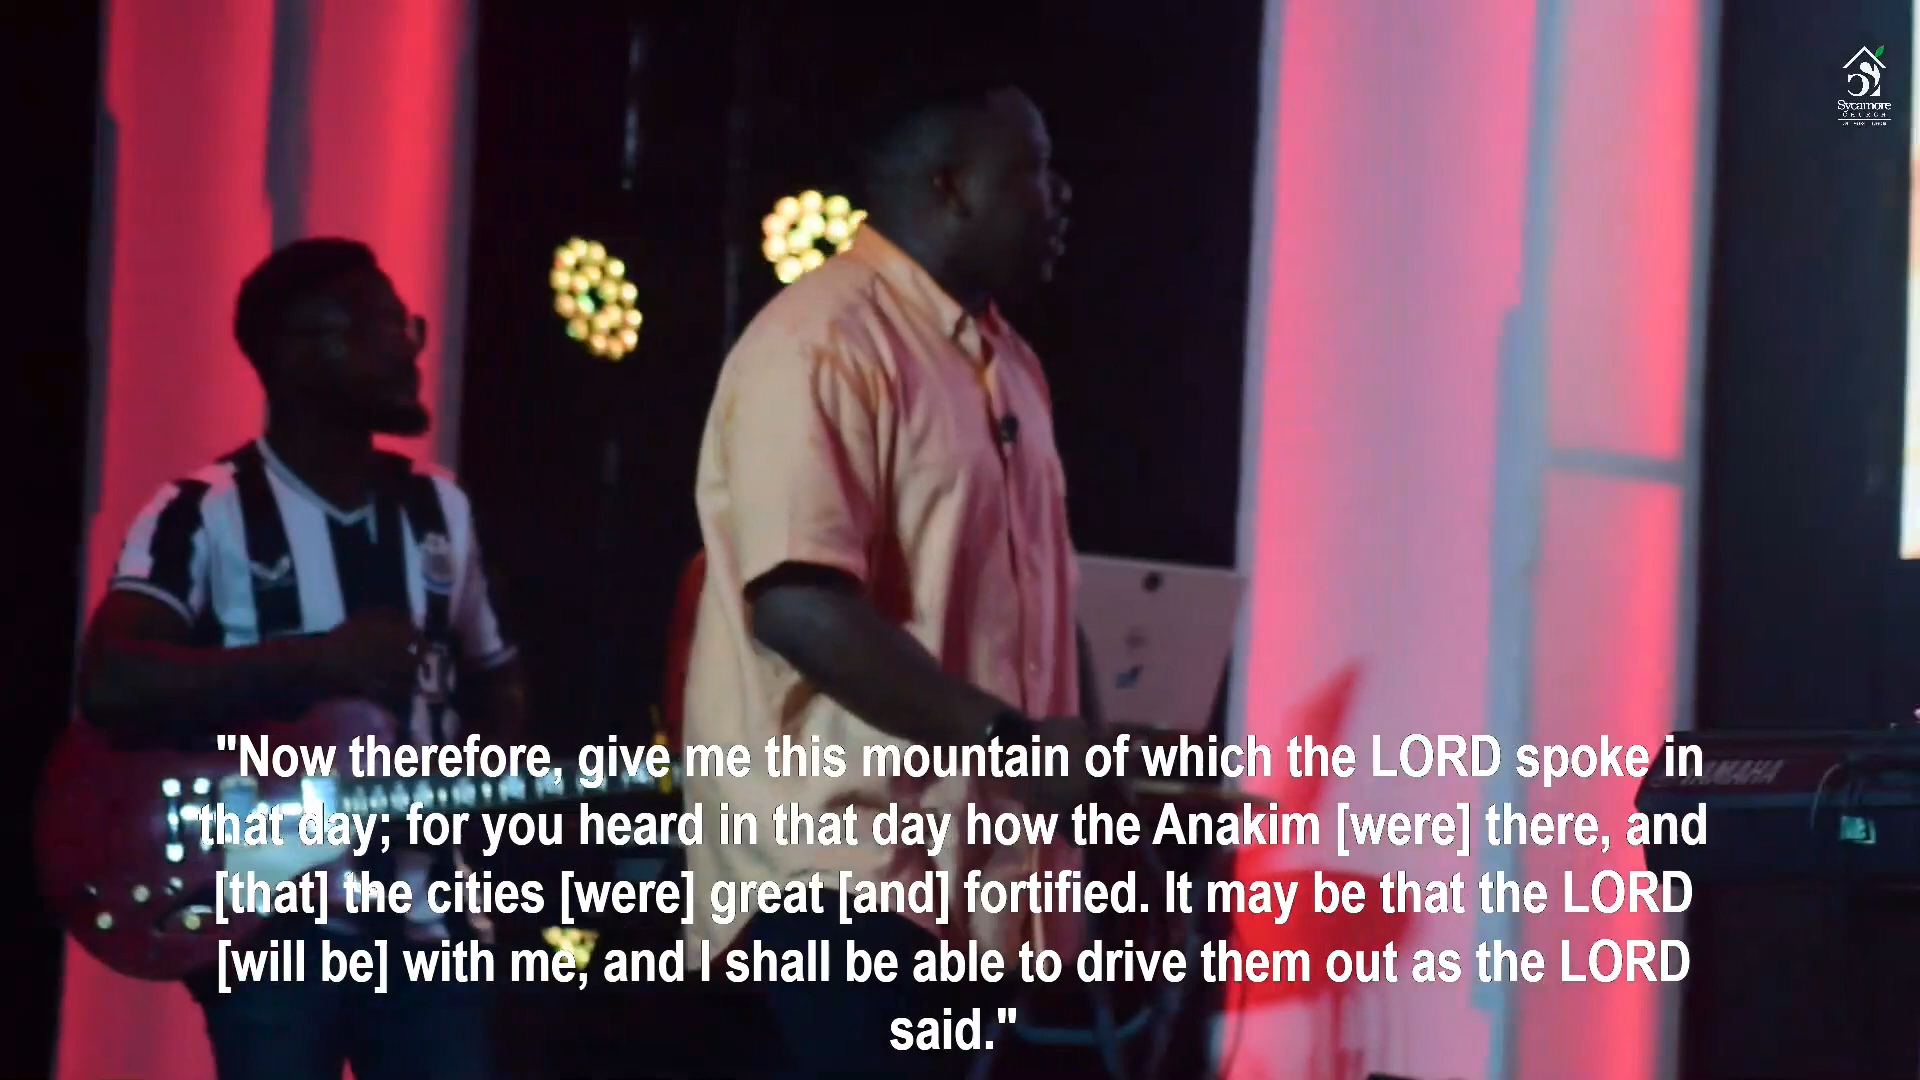 Sycamore
CHURCH
"Now therefore, give me this mountain of which the LORD spoke in
that day; for you heard in that day how the Anakim [were] there, and
[that] the cities [were] great [and] fortified. It may be that the LORD
[will be] with me, and I shall be able to drive them out as the LORD
said."
YAMAHA